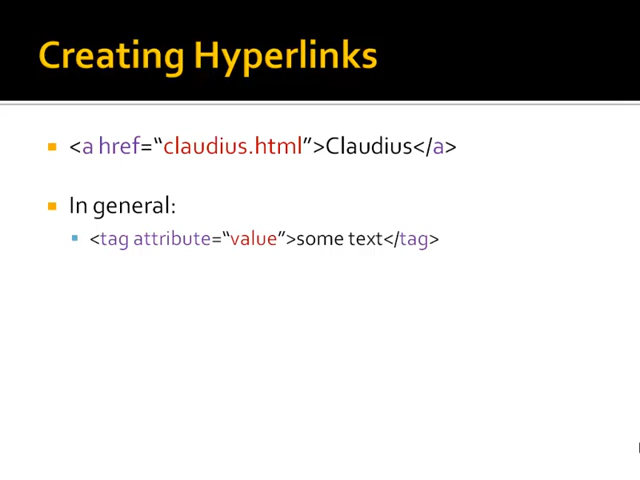 Creating Hyperlinks
<a href=“claudius.html”>Claudius</a>
In general:
<tag attribute=“value”>some text</tag>